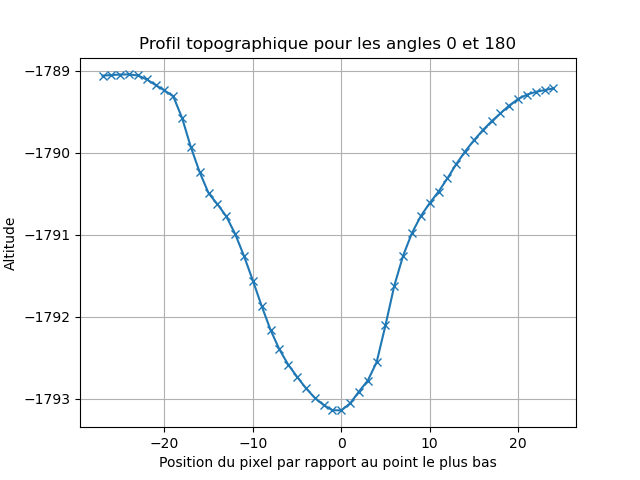 Profil topographique pour les angles 0 et 180
Altitude
−1789
−1790
−1791
−1792
−1793
−20 −10 0 10 20
Position du pixel par rapport au point le plus bas